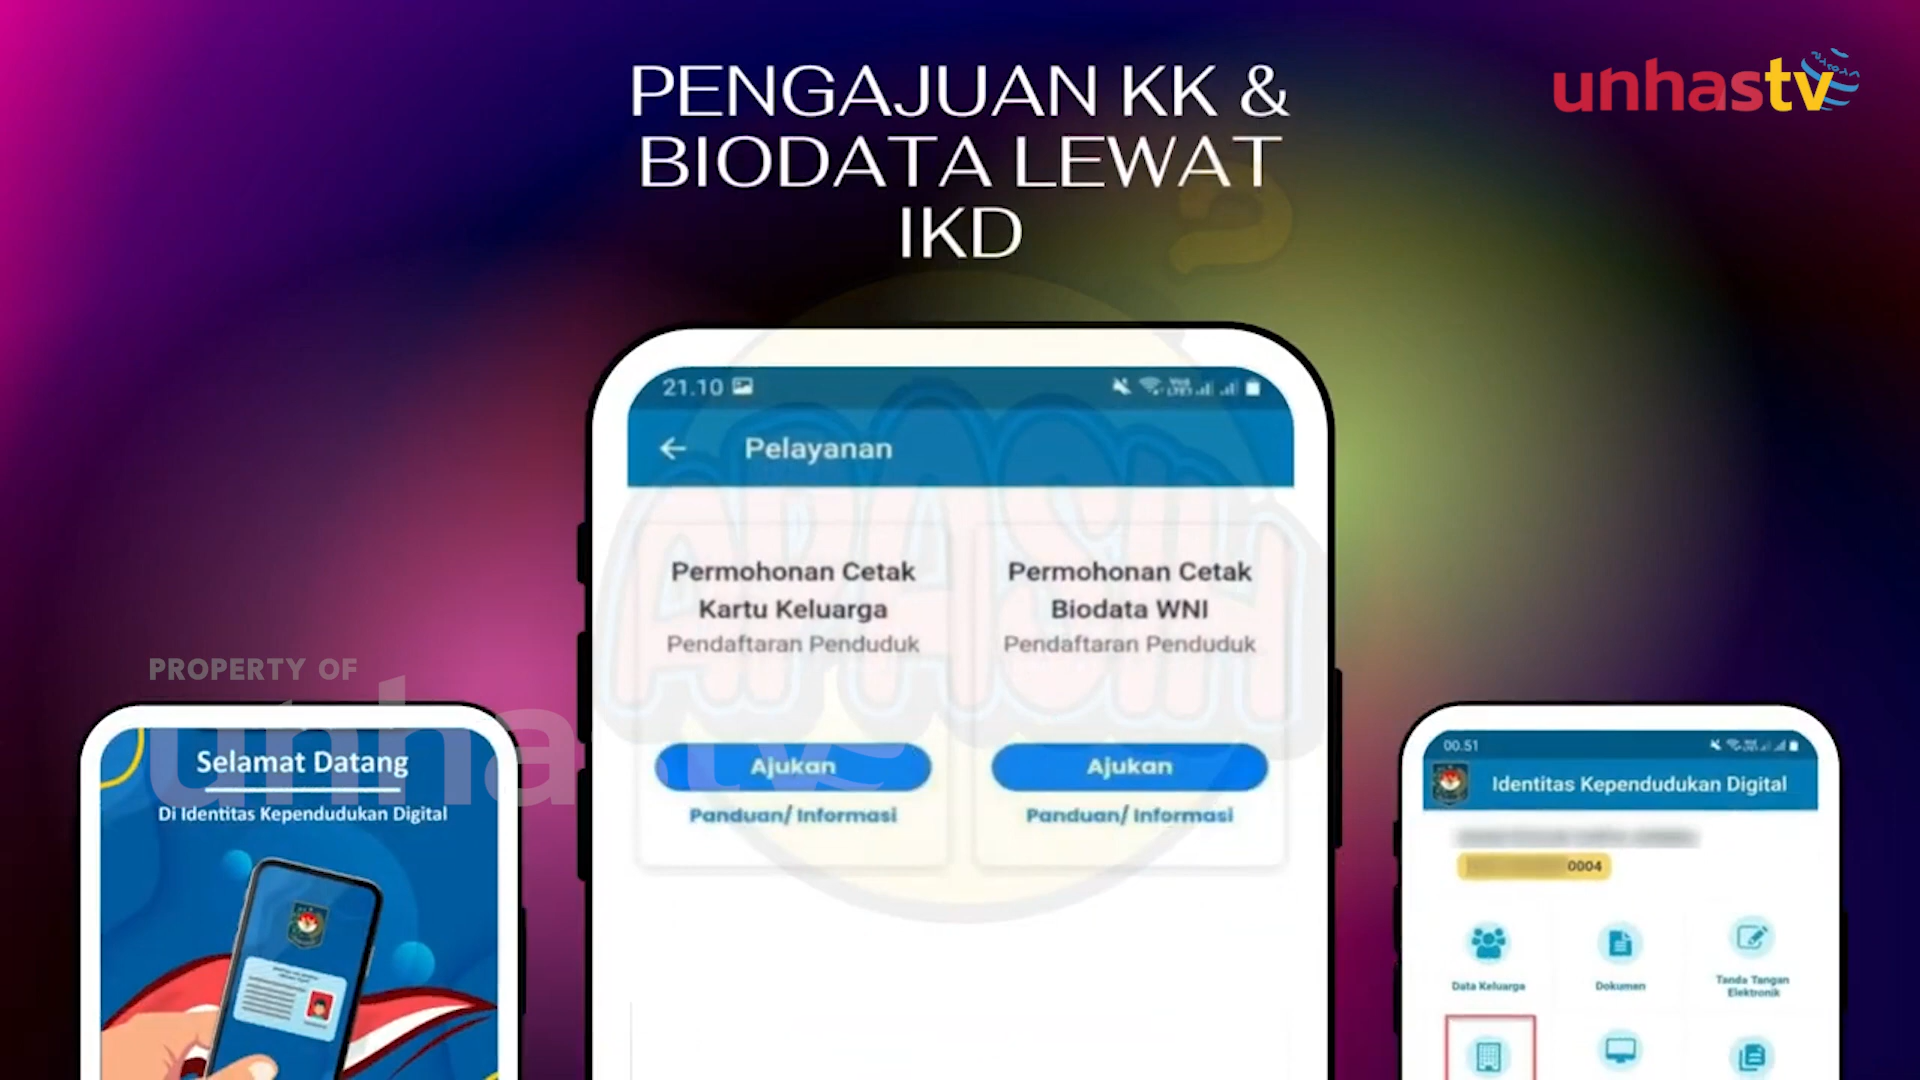 PENGAJUAN KK &
BIODATA LEWAT
IKD
unhastv
21.10
Pelayanan
APASIH
Permohonan Cetak
Kartu Keluarga
Pendaftaran Penduduk
Ajukan
Panduan/ Informasi
Permohonan Cetak
Biodata WNI
Pendaftaran Penduduk
Ajukan
Panduan/ Informasi
PROPERTY OF
unhastv
Selamat Datang
Di Identitas Kependudukan Digital
00.51
Identitas Kependudukan Digital
0004
Data Keluarga
Dokumen
Tanda Tangan
Elektronik